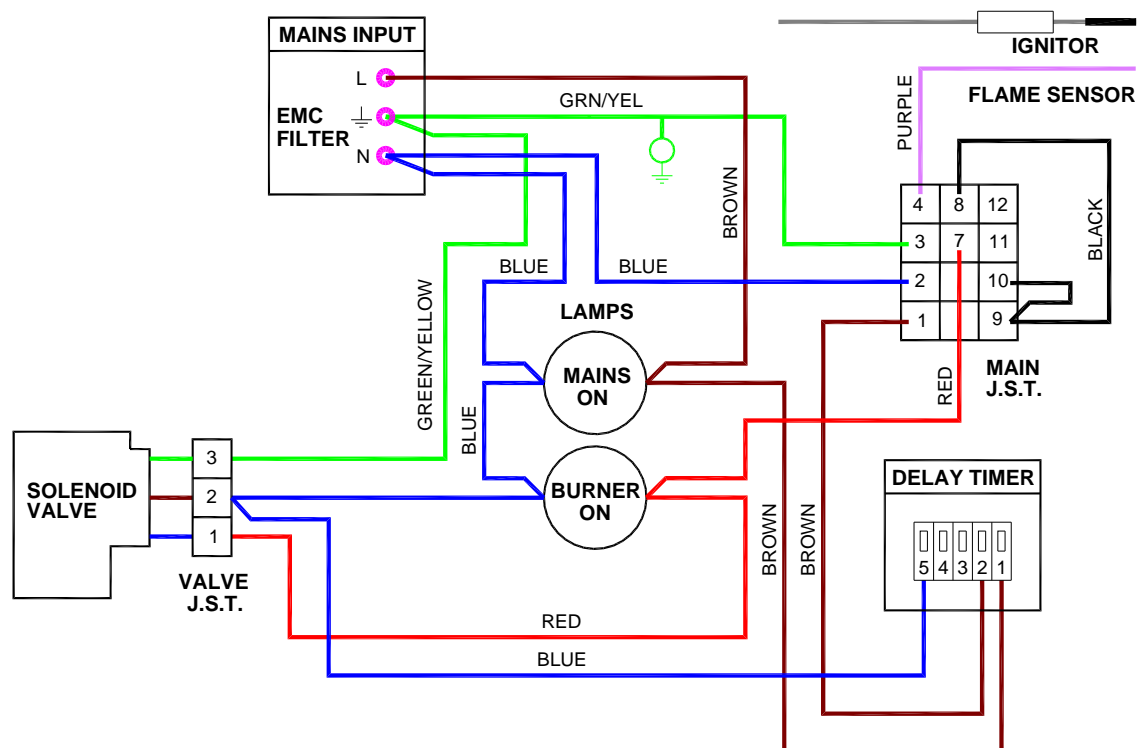 MAINS INPUT
L
EMC
FILTER
N
GRN/YEL
BROWN
IGNITOR
FLAME SENSOR
PURPLE
4 8 12
3 7 11
2 10
1 9
BLACK
MAIN
J.S.T.
RED
BLUE
BLUE
LAMPS
MAINS
ON
GREEN/YELLOW
BLUE
BURNER
ON
SOLENOID
VALVE
3
2
1
VALVE
J.S.T.
RED
BLUE
BROWN
BROWN
DELAY TIMER
5 4 3 2 1